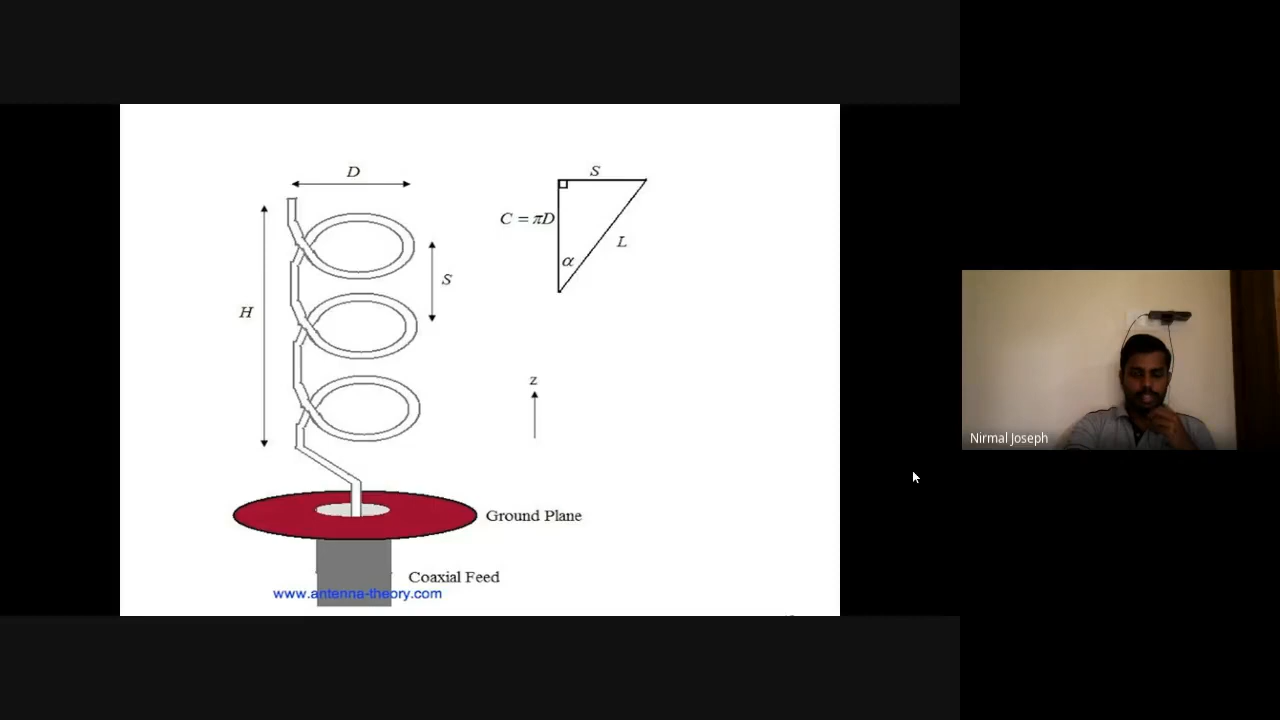 D
S
C = πD
L
α
S
H
z
Ground Plane
Coaxial Feed
www.antenna-theory.com
Nirmal Joseph